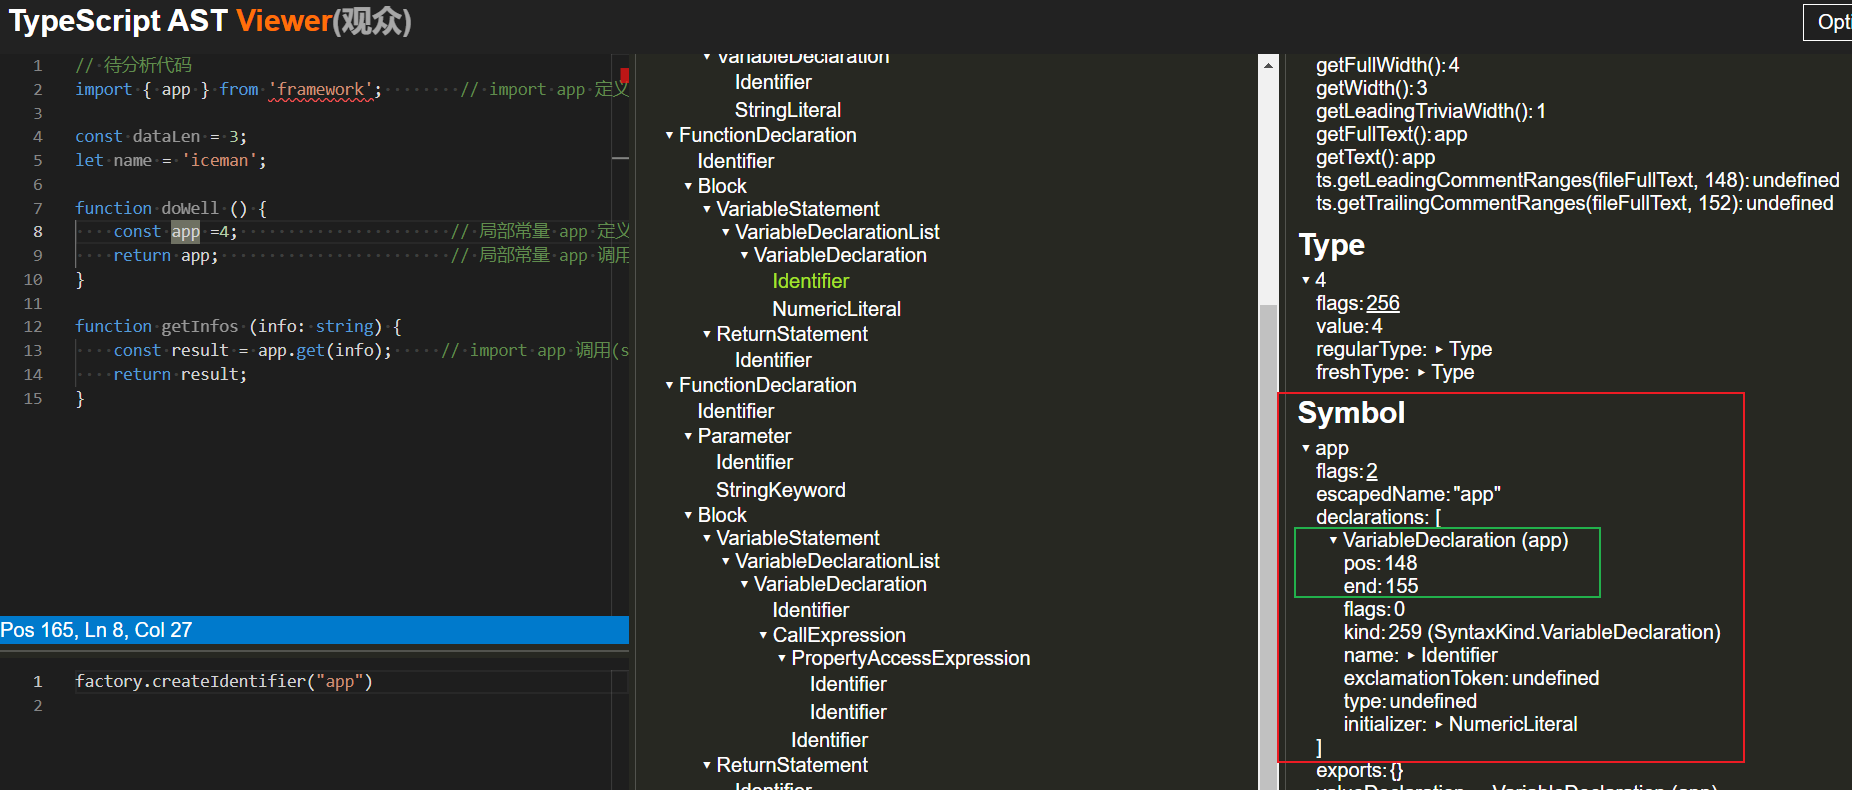 TypeScript AST Viewer(观众)
Opti
1 // 待分析代码
2 import { app } from 'framework'; // import app 定义
3
4 const dataLen = 3;
5 let name = 'iceman';
6
7 function doWell () {
8 const app =4; // 局部常量 app 定义
9 return app; // 局部常量 app 调用
10 }
11
12 function getInfos (info: string) {
13 const result = app.get(info); // import app 调用(s
14 return result;
15 }
Pos 165, Ln 8, Col 27
1 factory.createIdentifier("app")
2
VariableDeclaration
Identifier
StringLiteral
FunctionDeclaration
Identifier
Block
VariableStatement
VariableDeclarationList
VariableDeclaration
Identifier
NumericLiteral
ReturnStatement
Identifier
FunctionDeclaration
Identifier
Parameter
Identifier
StringKeyword
Block
VariableStatement
VariableDeclarationList
VariableDeclaration
Identifier
CallExpression
PropertyAccessExpression
Identifier
Identifier
Identifier
ReturnStatement
Identifier
getFullWidth(): 4
getWidth(): 3
getLeadingTriviaWidth(): 1
getFullText(): app
getText(): app
ts.getLeadingCommentRanges(fileFullText, 148): undefined
ts.getTrailingCommentRanges(fileFullText, 152): undefined
Type
4
flags: 256
value: 4
regularType: Type
freshType: Type
Symbol
app
flags: 2
escapedName: "app"
declarations: [
VariableDeclaration (app)
pos: 148
end: 155
flags: 0
kind: 259 (SyntaxKind.VariableDeclaration)
name: Identifier
exclamationToken: undefined
type: undefined
initializer: NumericLiteral
]
exports: {}
valueDeclaration: VariableDeclaration (app)